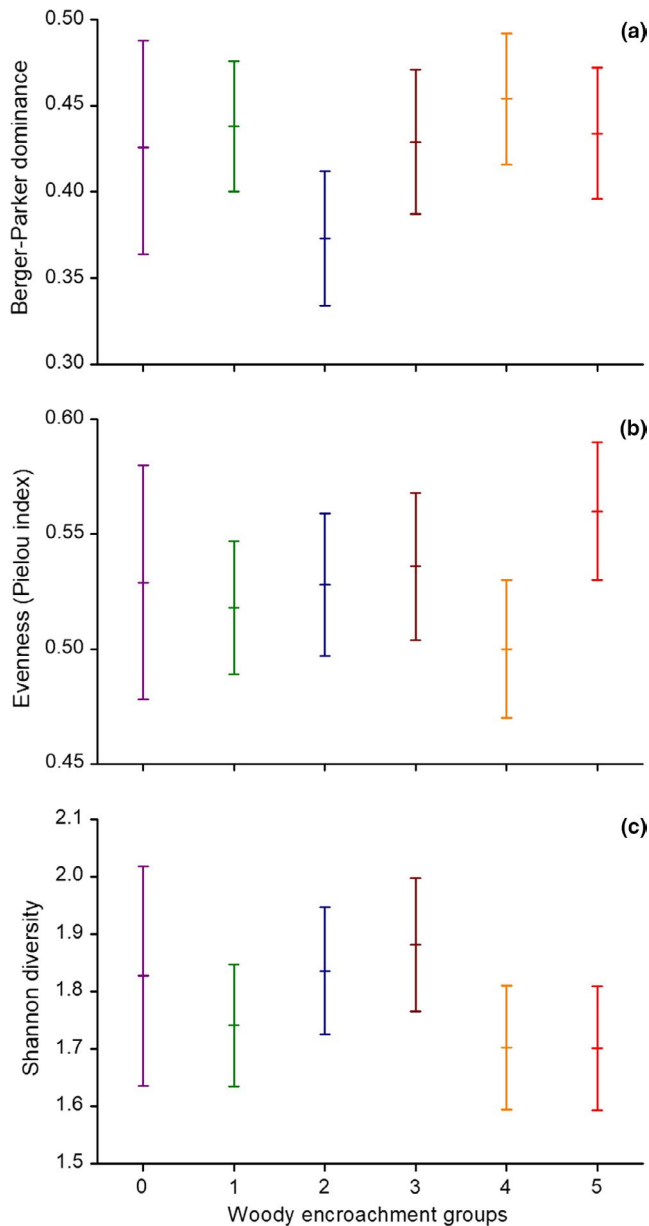 (a)
Berger-Parker dominance
0.50
0.45
0.40
0.35
0.30
(b)
Evenness (Pielou index)
0.60
0.55
0.50
0.45
(c)
Shannon diversity
2.1
2.0
1.9
1.8
1.7
1.6
1.5
0 1 2 3 4 5
Woody encroachment groups